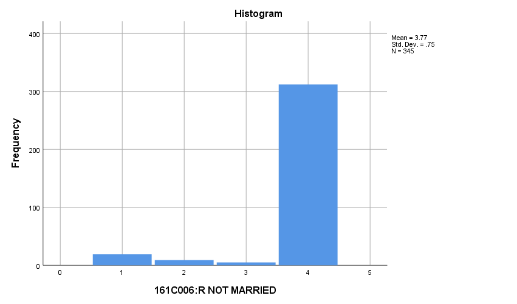 Histogram
Mean = 3.77
Std. Dev. = .75
N = 345
400
300
200
100
0
Frequency
0 1 2 3 4 5
161C006:R NOT MARRIED